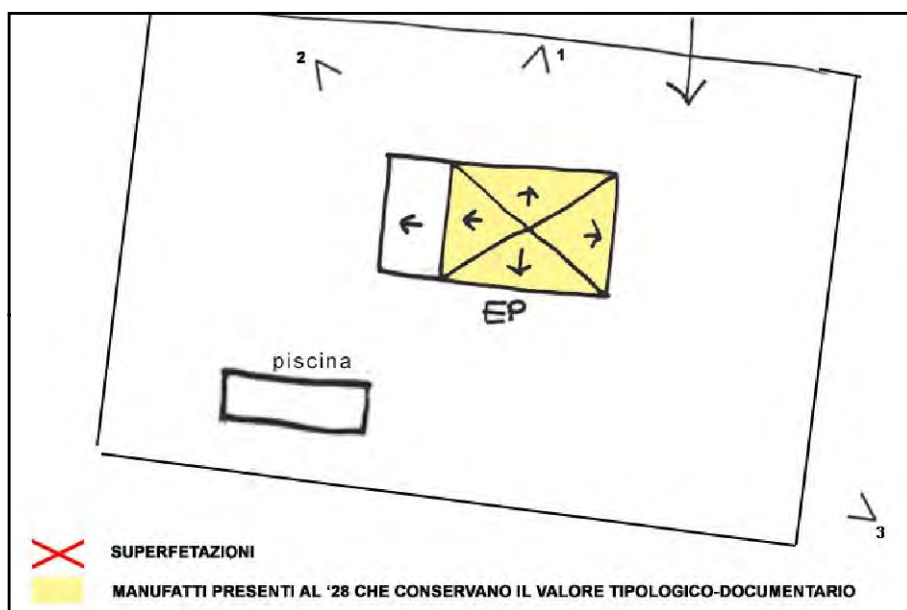 2
1
EP
piscina
3
SUPERFETAZIONI
MANUFATTI PRESENTI AL '28 CHE CONSERVANO IL VALORE TIPOLOGICO-DOCUMENTARIO